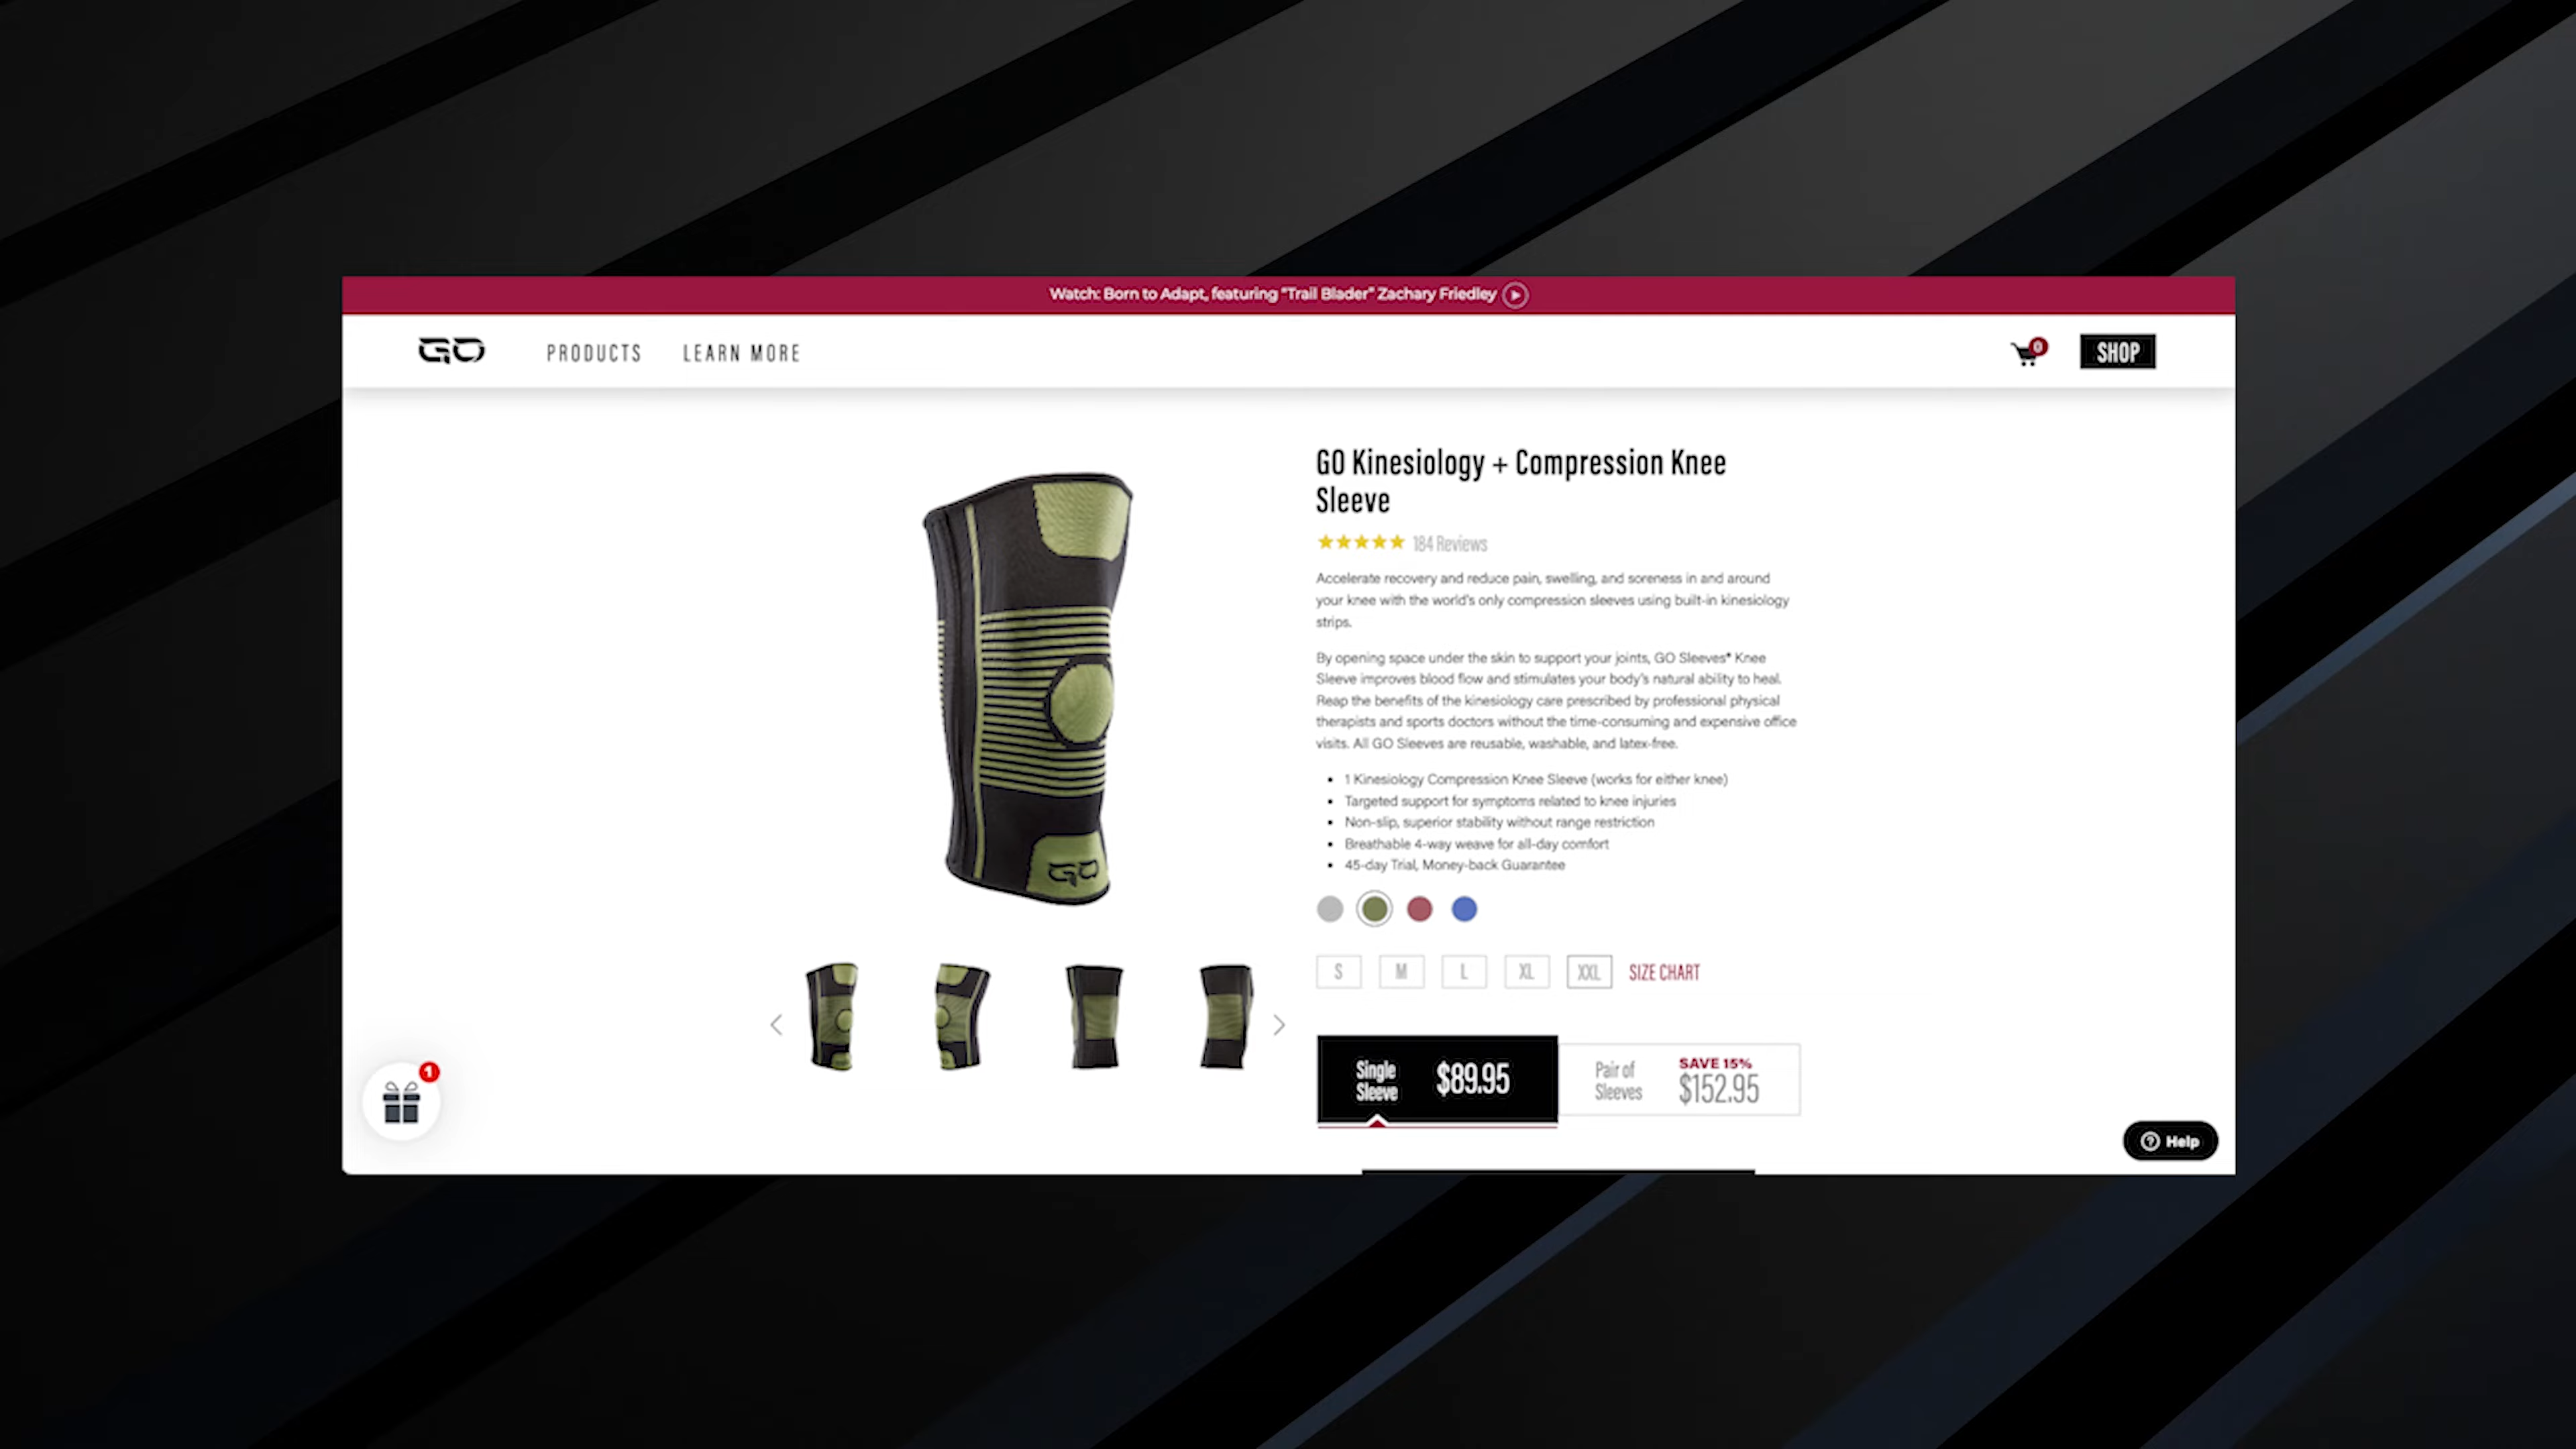 Watch: Born to Adapt, featuring "Trail Blader" Zachary Friedley
GO
PRODUCTS
LEARN MORE
0
SHOP
GO Kinesiology + Compression Knee
Sleeve
184 Reviews
Accelerate recovery and reduce pain, swelling, and soreness in and around
your knee with the world's only compression sleeves using built-in kinesiology
strips.
By opening space under the skin to support your joints, GO Sleeves® Knee
Sleeve improves blood flow and stimulates your body's natural ability to heal.
Reap the benefits of the kinesiology care prescribed by professional physical
therapists and sports doctors without the time-consuming and expensive office
visits. All GO Sleeves are reusable, washable, and latex-free.
• 1 Kinesiology Compression Knee Sleeve (works for either knee)
• Targeted support for symptoms related to knee injuries
• Non-slip, superior stability without range restriction
• Breathable 4-way weave for all-day comfort
• 45-day Trial, Money-back Guarantee
GO
S M L XL XXL SIZE CHART
Single
Sleeve
$89.95
Pair of
Sleeves
SAVE 15%
$152.95
1
Help